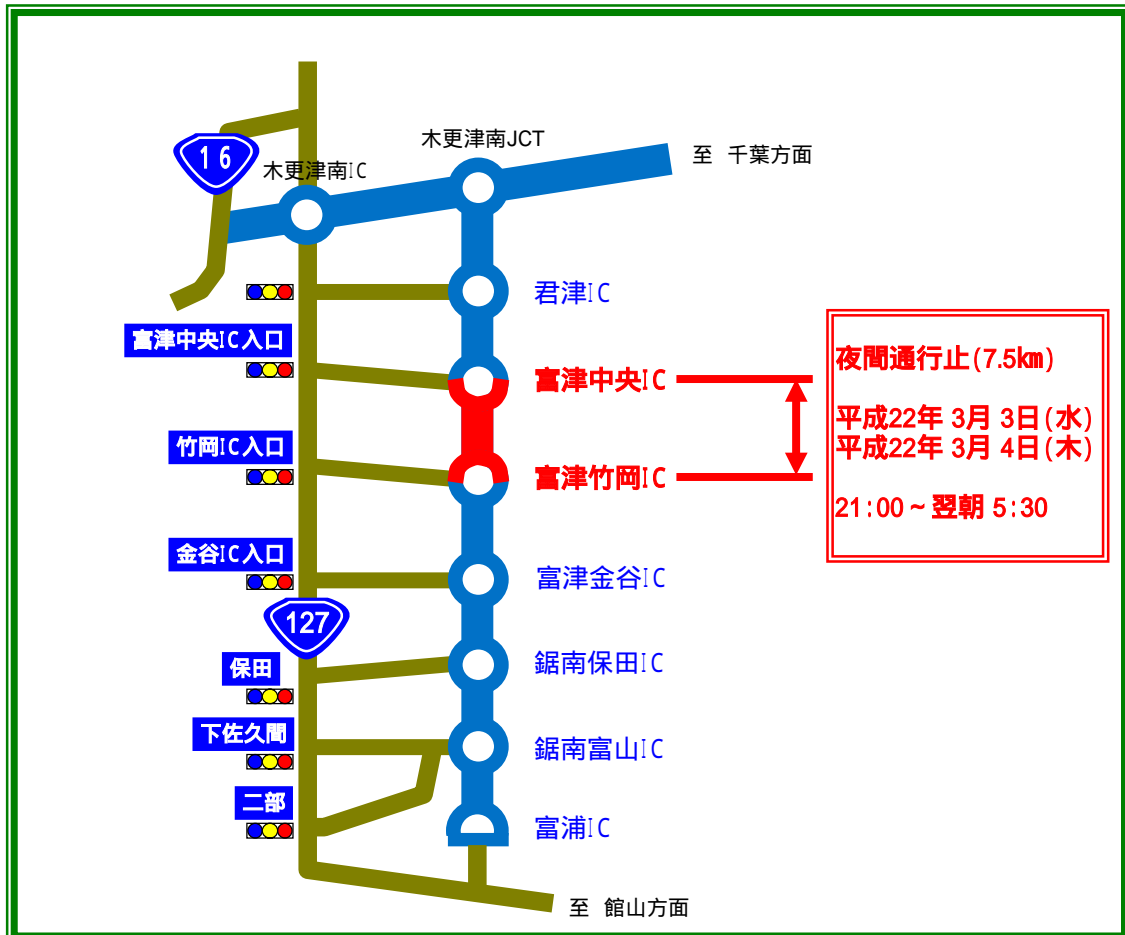 木更津南JCT
至 千葉方面
16
木更津南IC
君津IC
富津中央IC入口
富津中央IC
夜間通行止(7.5km)
平成22年 3月 3日(水)
平成22年 3月 4日(木)
21:00~翌朝 5:30
竹岡IC入口
富津竹岡IC
金谷IC入口
富津金谷IC
127
保田
鋸南保田IC
下佐久間
鋸南富山IC
二部
富浦IC
至 館山方面